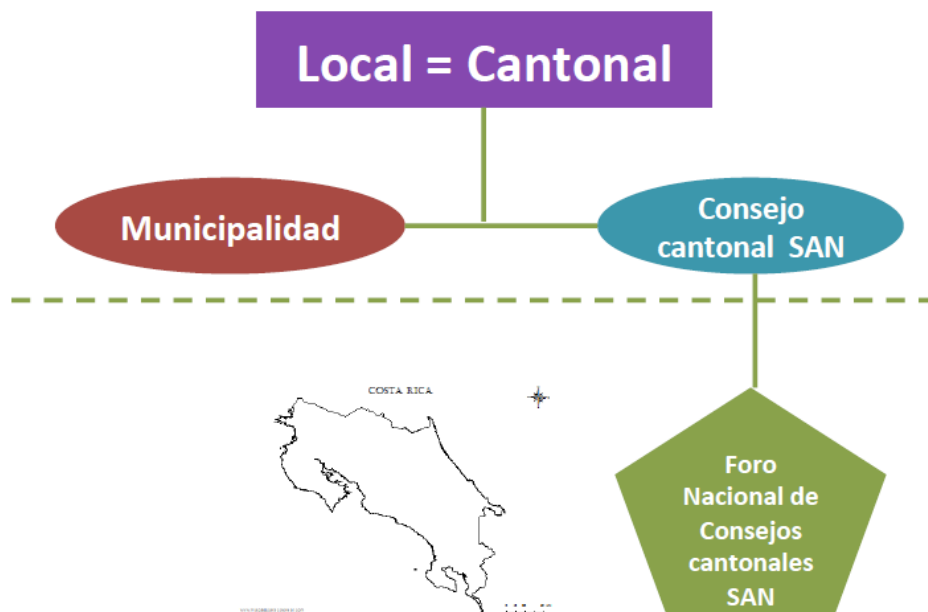 Local = Cantonal
Municipalidad
Consejo
cantonal SAN
COSTA RICA
Foro
Nacional de
Consejos
cantonales
SAN